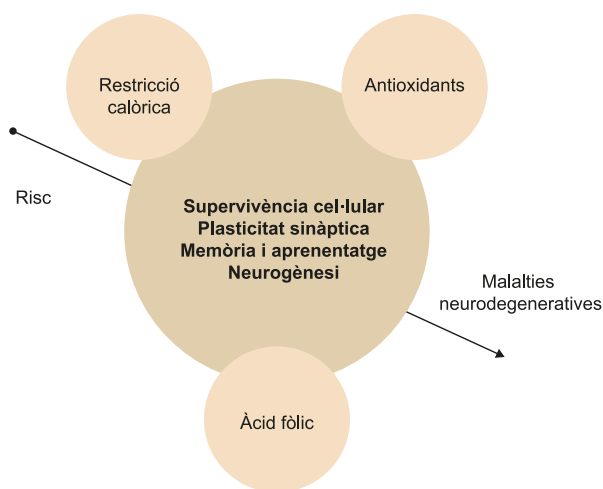 Restricció
calòrica
Antioxidants
Risc
Supervivència cel·lular
Plasticitat sinàptica
Memòria i aprenentatge
Neurogènesi
Malalties
neurodegeneratives
Àcid fòlic